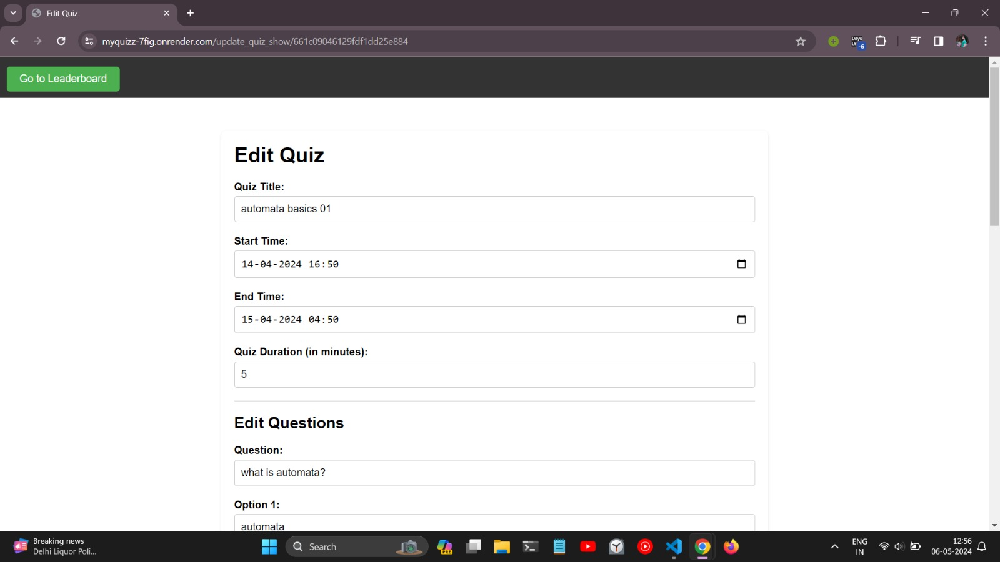 Edit Quiz
myquizz-7fig.onrender.com/update_quiz_show/661c09046129fdf1dd25e884
-6
Go to Leaderboard
Edit Quiz
Quiz Title:
automata basics 01
Start Time:
14-04-2024 16:50
End Time:
15-04-2024 04:50
Quiz Duration (in minutes):
5
Edit Questions
Question:
what is automata?
Option 1:
automata
Breaking news
Delhi Liquor Poli...
Search
PRE
ENG
IN
12:56
06-05-2024